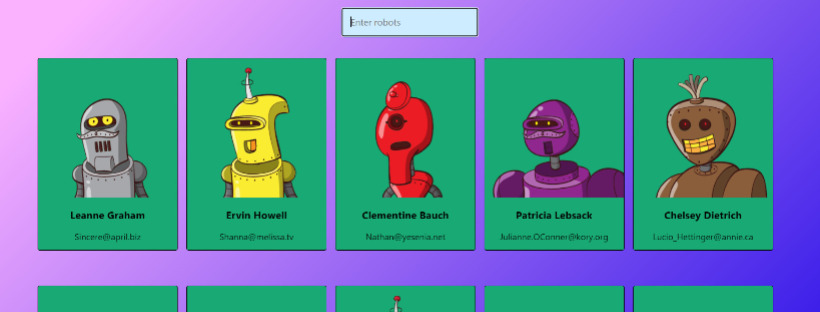 Enter robots
Leanne Graham
Ervin Howell
Clementine Bauch
Patricia Lebsack
Chelsey Dietrich
Sincere@april.biz
Shanna@melissa.tv
Nathan@yesenia.net
Julianne.OConner@kory.org
Lucio_Hettinger@annie.ca